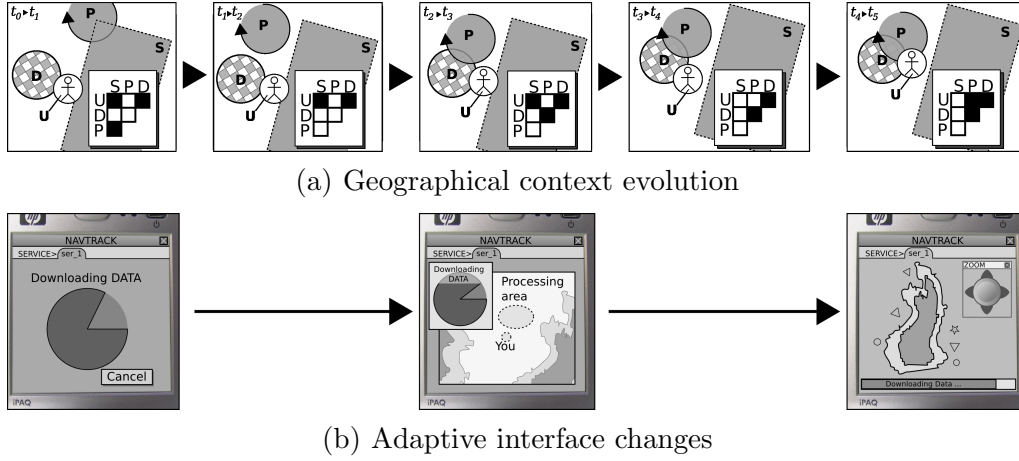 t0▸t1
P
S
D
U
S P D
U
D
P
t1▸t2
P
S
D
U
S P D
U
D
P
t2▸t3
P
S
D
U
S P D
U
D
P
t3▸t4
P
S
D
U
S P D
U
D
P
t4▸t5
P
S
D
U
S P D
U
D
P
(a) Geographical context evolution
hp
NAVTRACK
SERVICE> ser_1
Downloading DATA
Cancel
iPAQ
hp
NAVTRACK
SERVICE> ser_1
Downloading
DATA
Processing
area
You
iPAQ
hp
NAVTRACK
SERVICE> ser_1
ZOOM
Downloading Data ...
iPAQ
(b) Adaptive interface changes